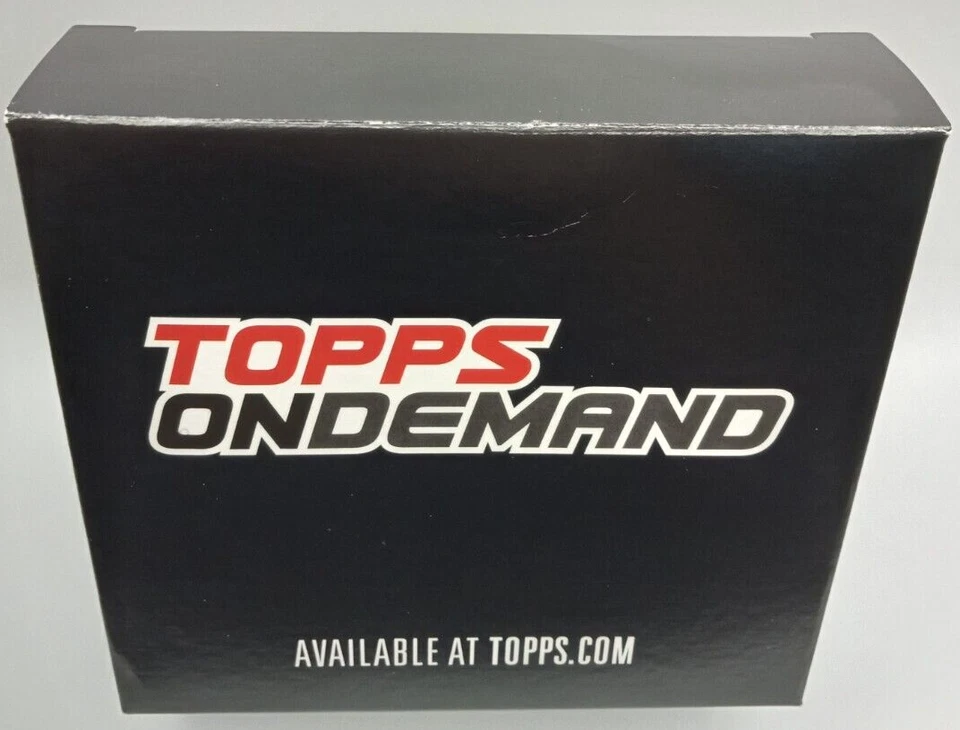 TOPPS
ONDEMAND
AVAILABLE AT TOPPS.COM